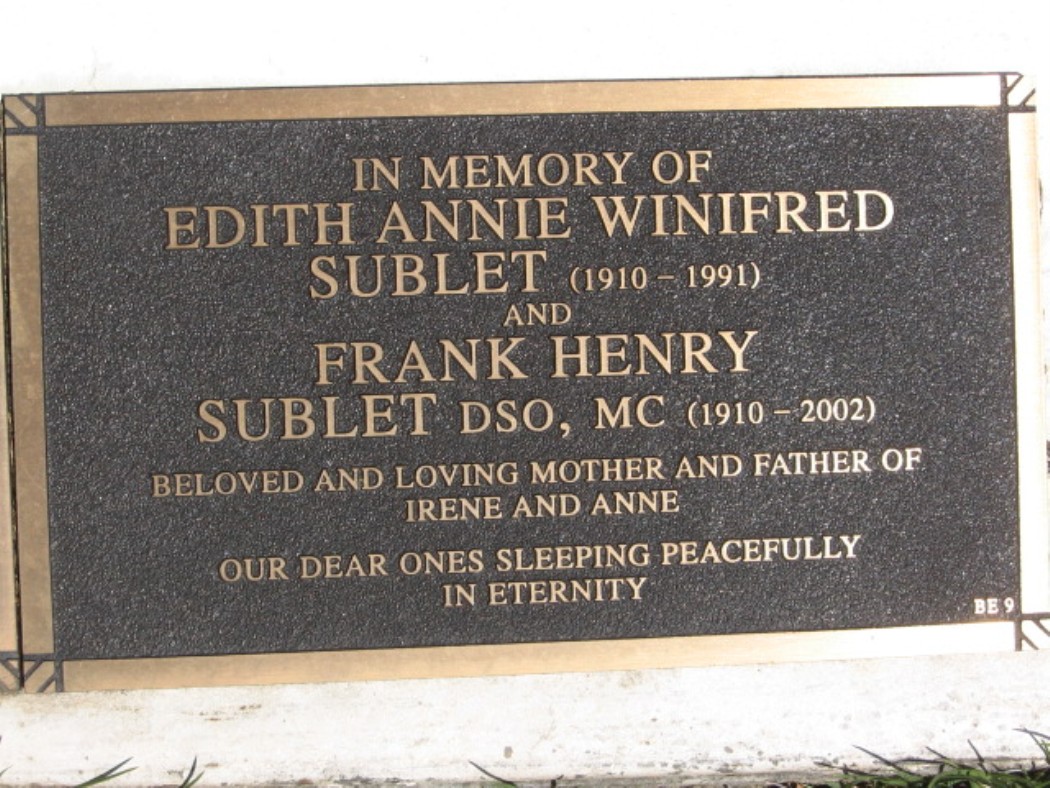 IN MEMORY OF
EDITH ANNIE WINIFRED
SUBLET (1910 – 1991)
AND
FRANK HENRY
SUBLET DSO, MC (1910 – 2002)
BELOVED AND LOVING MOTHER AND FATHER OF
IRENE AND ANNE
OUR DEAR ONES SLEEPING PEACEFULLY
IN ETERNITY
BE 9